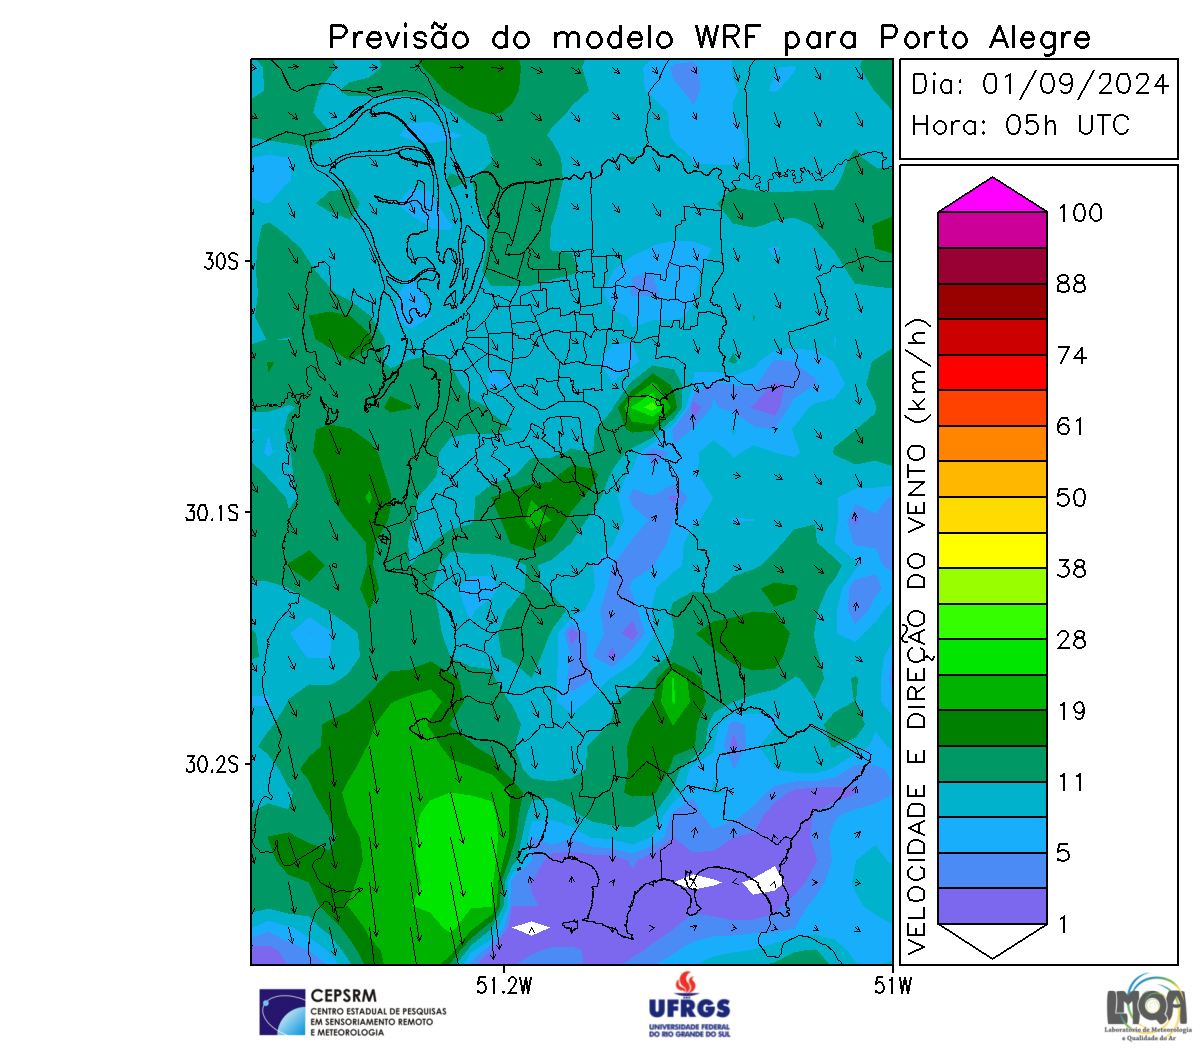 Previsão do modelo WRF para Porto Alegre
Dia: 01/09/2024
Hora: 05h UTC
30S
30.1S
30.2S
51.2W
51W
VELOCIDADE E DIREÇÃO DO VENTO (km/h)
100
88
74
61
50
38
28
19
11
5
1
CEPSRM
CENTRO ESTADUAL DE PESQUISAS
EM SENSORIAMENTO REMOTO
E METEOROLOGIA
UFRGS
UNIVERSIDADE FEDERAL
DO RIO GRANDE DO SUL
LMQA
Laboratório de Meteorologia
e Qualidade do Ar